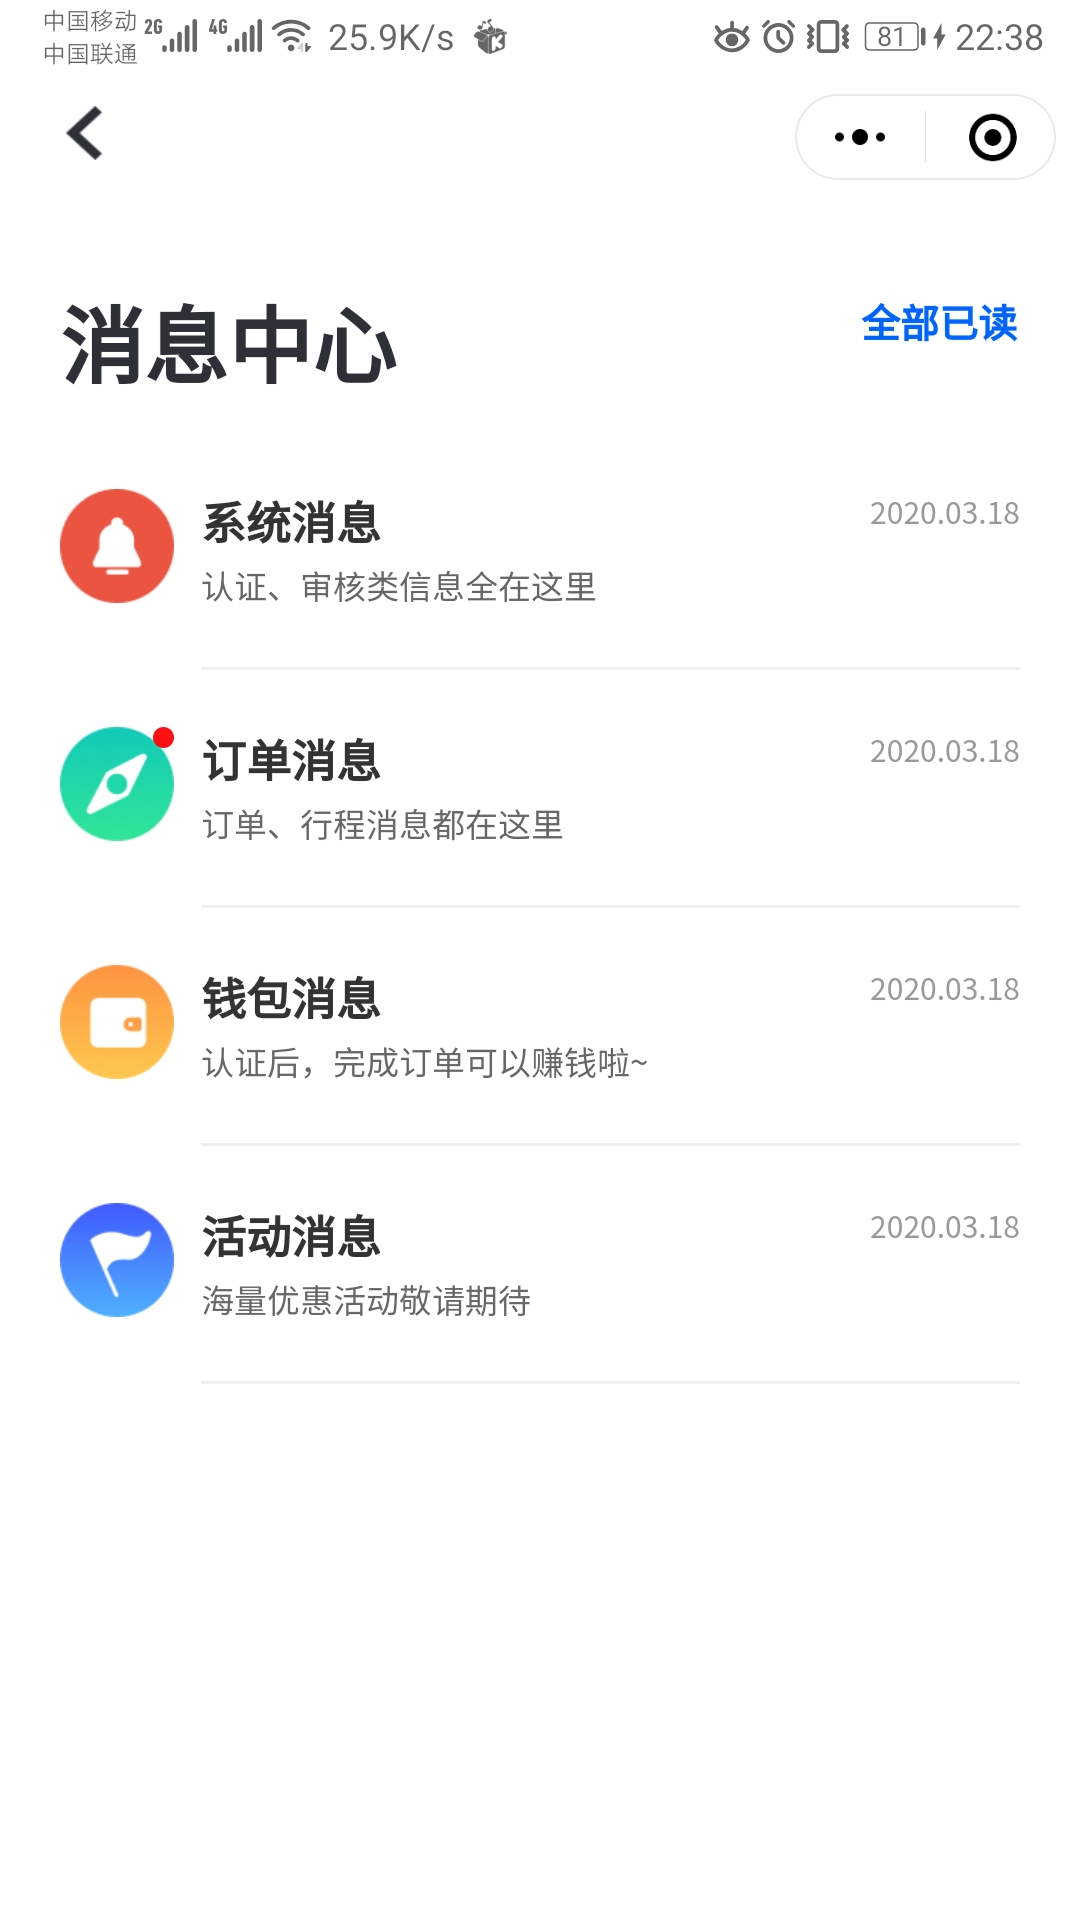 中国移动 2G 4G 25.9K/s 81 22:38
中国联通
消息中心
全部已读
系统消息
2020.03.18
认证、审核类信息全在这里
订单消息
2020.03.18
订单、行程消息都在这里
钱包消息
2020.03.18
认证后，完成订单可以赚钱啦~
活动消息
2020.03.18
海量优惠活动敬请期待